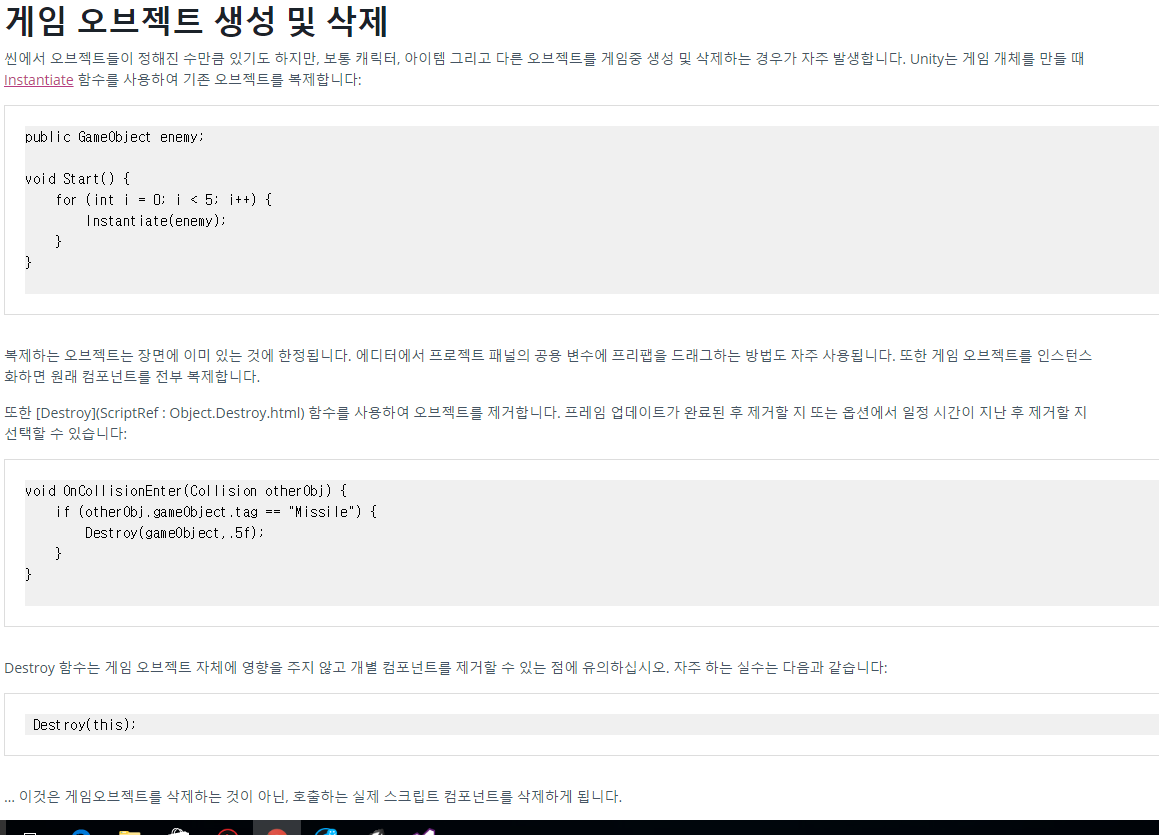 게임 오브젝트 생성 및 삭제
씬에서 오브젝트들이 정해진 수만큼 있기도 하지만, 보통 캐릭터, 아이템 그리고 다른 오브젝트를 게임중 생성 및 삭제하는 경우가 자주 발생합니다. Unity는 게임 개체를 만들 때
Instantiate 함수를 사용하여 기존 오브젝트를 복제합니다:
public GameObject enemy;
void Start() {
for (int i = 0; i < 5; i++) {
Instantiate(enemy);
}
}
복제하는 오브젝트는 장면에 이미 있는 것에 한정됩니다. 에디터에서 프로젝트 패널의 공용 변수에 프리팹을 드래그하는 방법도 자주 사용됩니다. 또한 게임 오브젝트를 인스턴스
화하면 원래 컴포넌트를 전부 복제합니다.
또한 [Destroy](ScriptRef : Object.Destroy.html) 함수를 사용하여 오브젝트를 제거합니다. 프레임 업데이트가 완료된 후 제거할 지 또는 옵션에서 일정 시간이 지난 후 제거할 지
선택할 수 있습니다:
void OnCollisionEnter(Collision otherObj) {
if (otherObj.gameObject.tag == "Missile") {
Destroy(gameObject,.5f);
}
}
Destroy 함수는 게임 오브젝트 자체에 영향을 주지 않고 개별 컴포넌트를 제거할 수 있는 점에 유의하십시오. 자주 하는 실수는 다음과 같습니다:
Destroy(this);
... 이것은 게임오브젝트를 삭제하는 것이 아닌, 호출하는 실제 스크립트 컴포넌트를 삭제하게 됩니다.